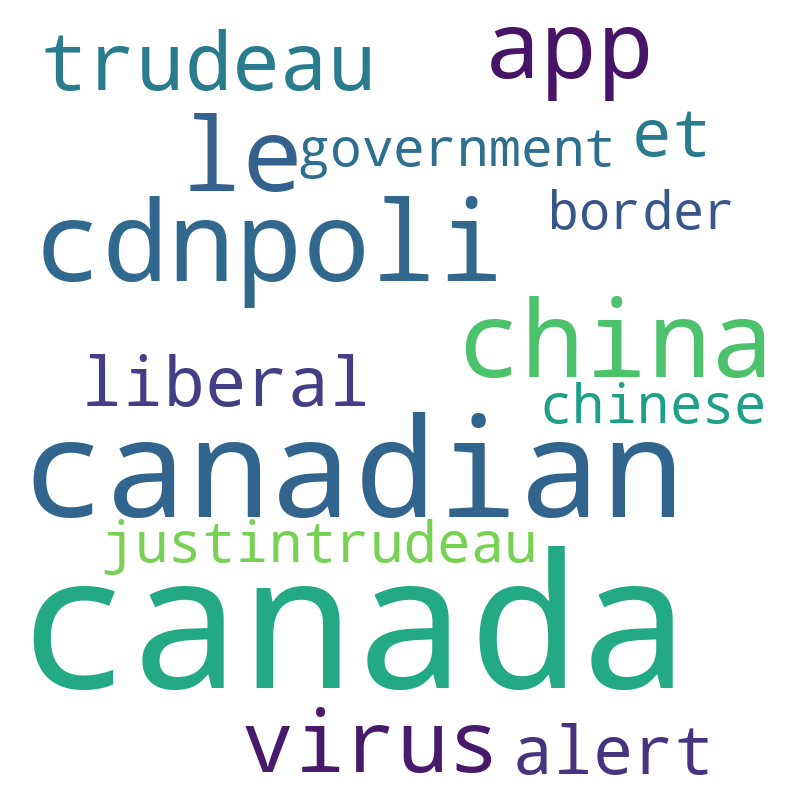 trudeau app
le government et
cdnpoli border
china
liberal chinese
canadian
justintrudeau
canada
virus alert